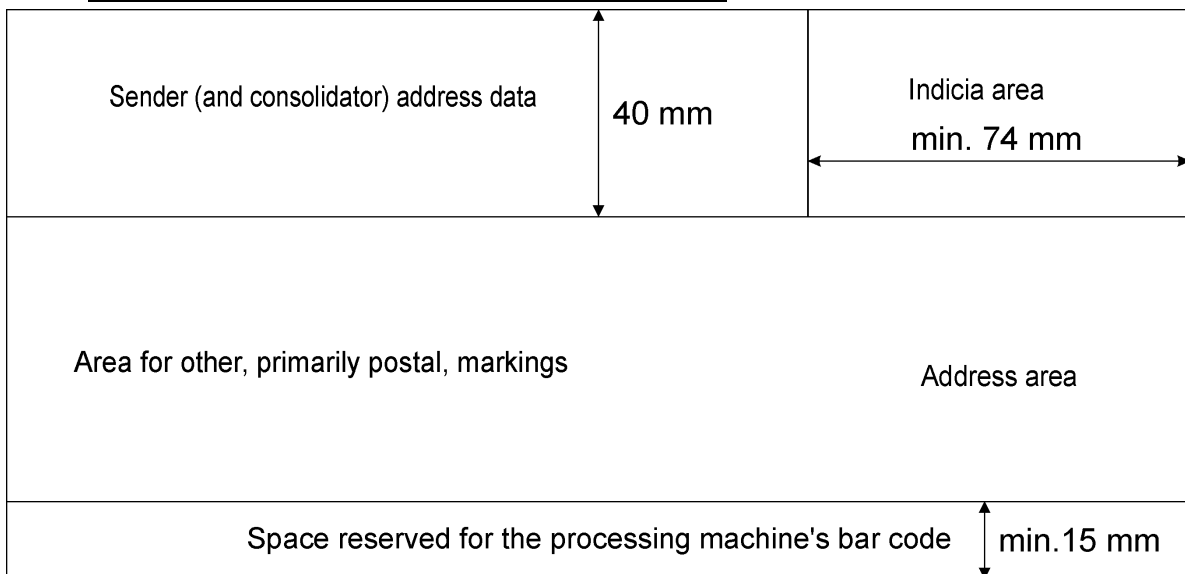 Sender (and consolidator) address data
40 mm
Indicia area
min. 74 mm
Area for other, primarily postal, markings
Address area
Space reserved for the processing machine's bar code
min.15 mm